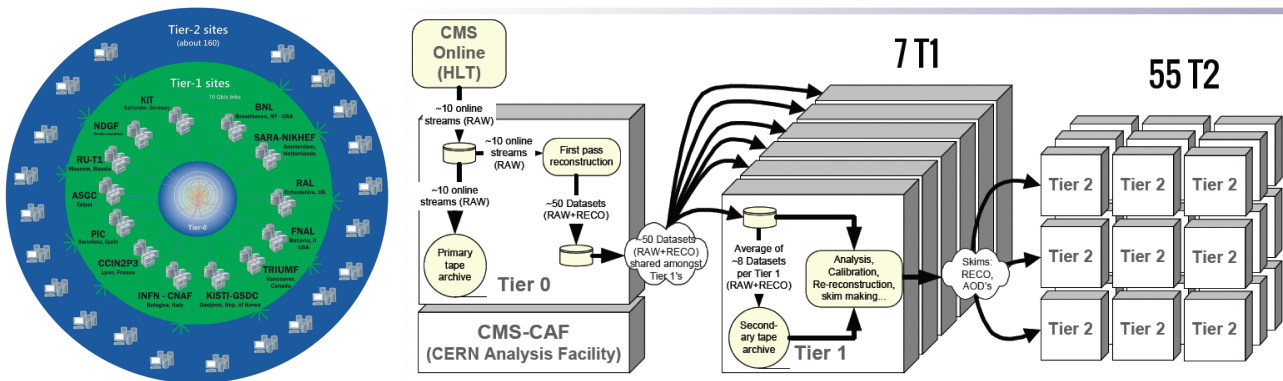 Tier-2 sites
(about 160)
Tier-1 sites
10 Gb/s links
KIT
Karlsruhe, Germany
BNL
Brookhaven, NY - USA
NDGF
Nordic countries
SARA-NIKHEF
Amsterdam,
Netherlands
RU-T1
Moscow, Russia
RAL
Oxfordshire, UK
ASGC
Taipei
Tier-0
FNAL
Batavia, Il
USA
PIC
Barcelona, Spain
TRIUMF
Vancouver,
Canada
CCIN2P3
Lyon, France
INFN - CNAF
Bologna, Italy
KISTI-GSDC
Daejeon, Rep. of Korea
CMS
Online
(HLT)
~10 online
streams (RAW)
~10 online
streams
(RAW)
First pass
reconstruction
~10 online
streams
(RAW)
~50 Datasets
(RAW+RECO)
Primary
tape
archive
Tier 0
CMS-CAF
(CERN Analysis Facility)
~50 Datasets
(RAW+RECO)
shared amongst
Tier 1's
7 T1
Average of
~8 Datasets
per Tier 1
(RAW+RECO)
Analysis,
Calibration,
Re-reconstruction,
skim making...
Second-
ary tape
archive
Tier 1
Skims:
RECO,
AOD's
55 T2
Tier 2 Tier 2 Tier 2
Tier 2 Tier 2 Tier 2
Tier 2 Tier 2 Tier 2